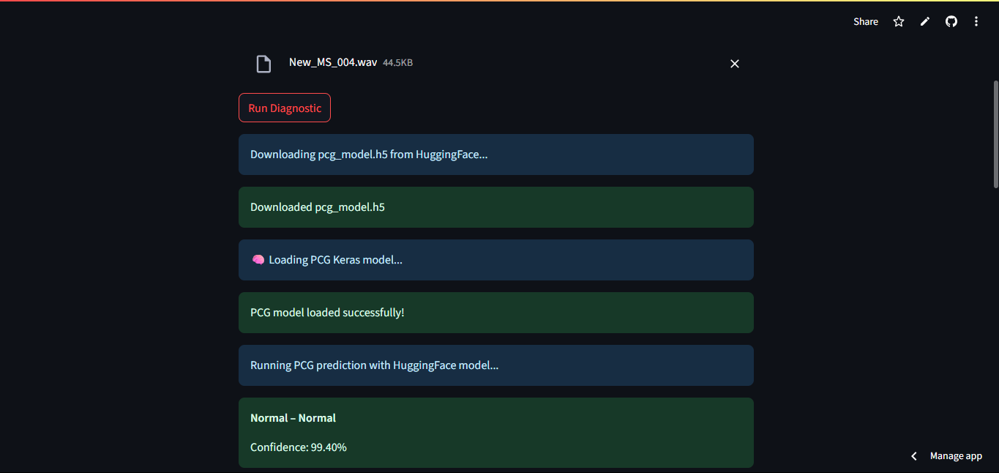 Share
New_MS_004.wav 44.5KB
Run Diagnostic
Downloading pcg_model.h5 from HuggingFace...
Downloaded pcg_model.h5
🧠 Loading PCG Keras model...
PCG model loaded successfully!
Running PCG prediction with HuggingFace model...
Normal – Normal
Confidence: 99.40%
Manage app